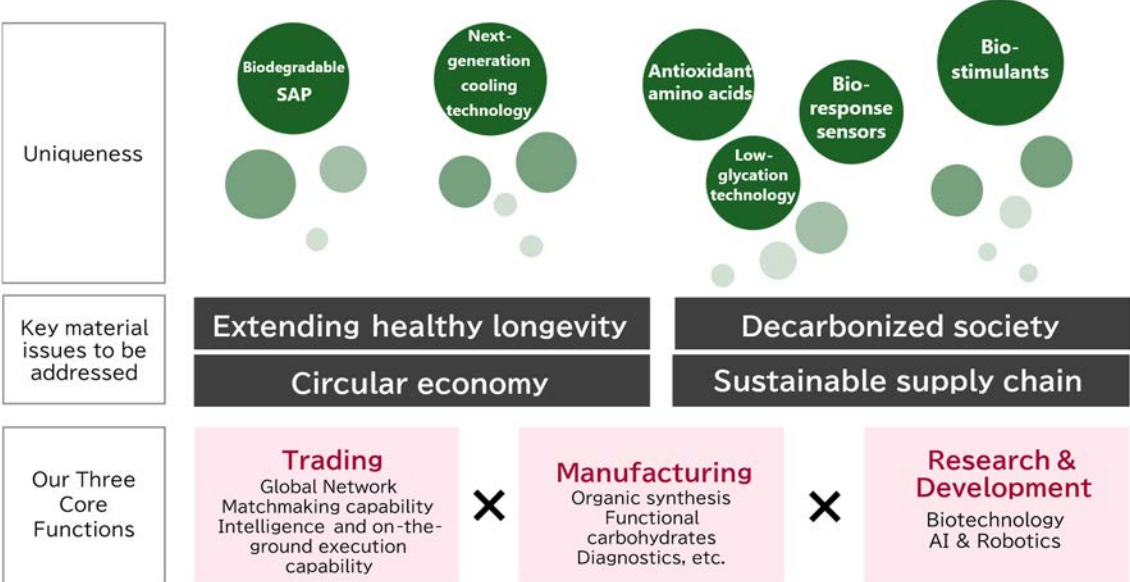 Uniqueness
Biodegradable
SAP
Next-
generation
cooling
technology
Antioxidant
amino acids
Low-
glycation
technology
Bio-
response
sensors
Bio-
stimulants
Key material
issues to be
addressed
Extending healthy longevity
Decarbonized society
Circular economy
Sustainable supply chain
Our Three
Core
Functions
Trading
Global Network
Matchmaking capability
Intelligence and on-the-
ground execution
capability
×
Manufacturing
Organic synthesis
Functional
carbohydrates
Diagnostics, etc.
×
Research &
Development
Biotechnology
AI & Robotics